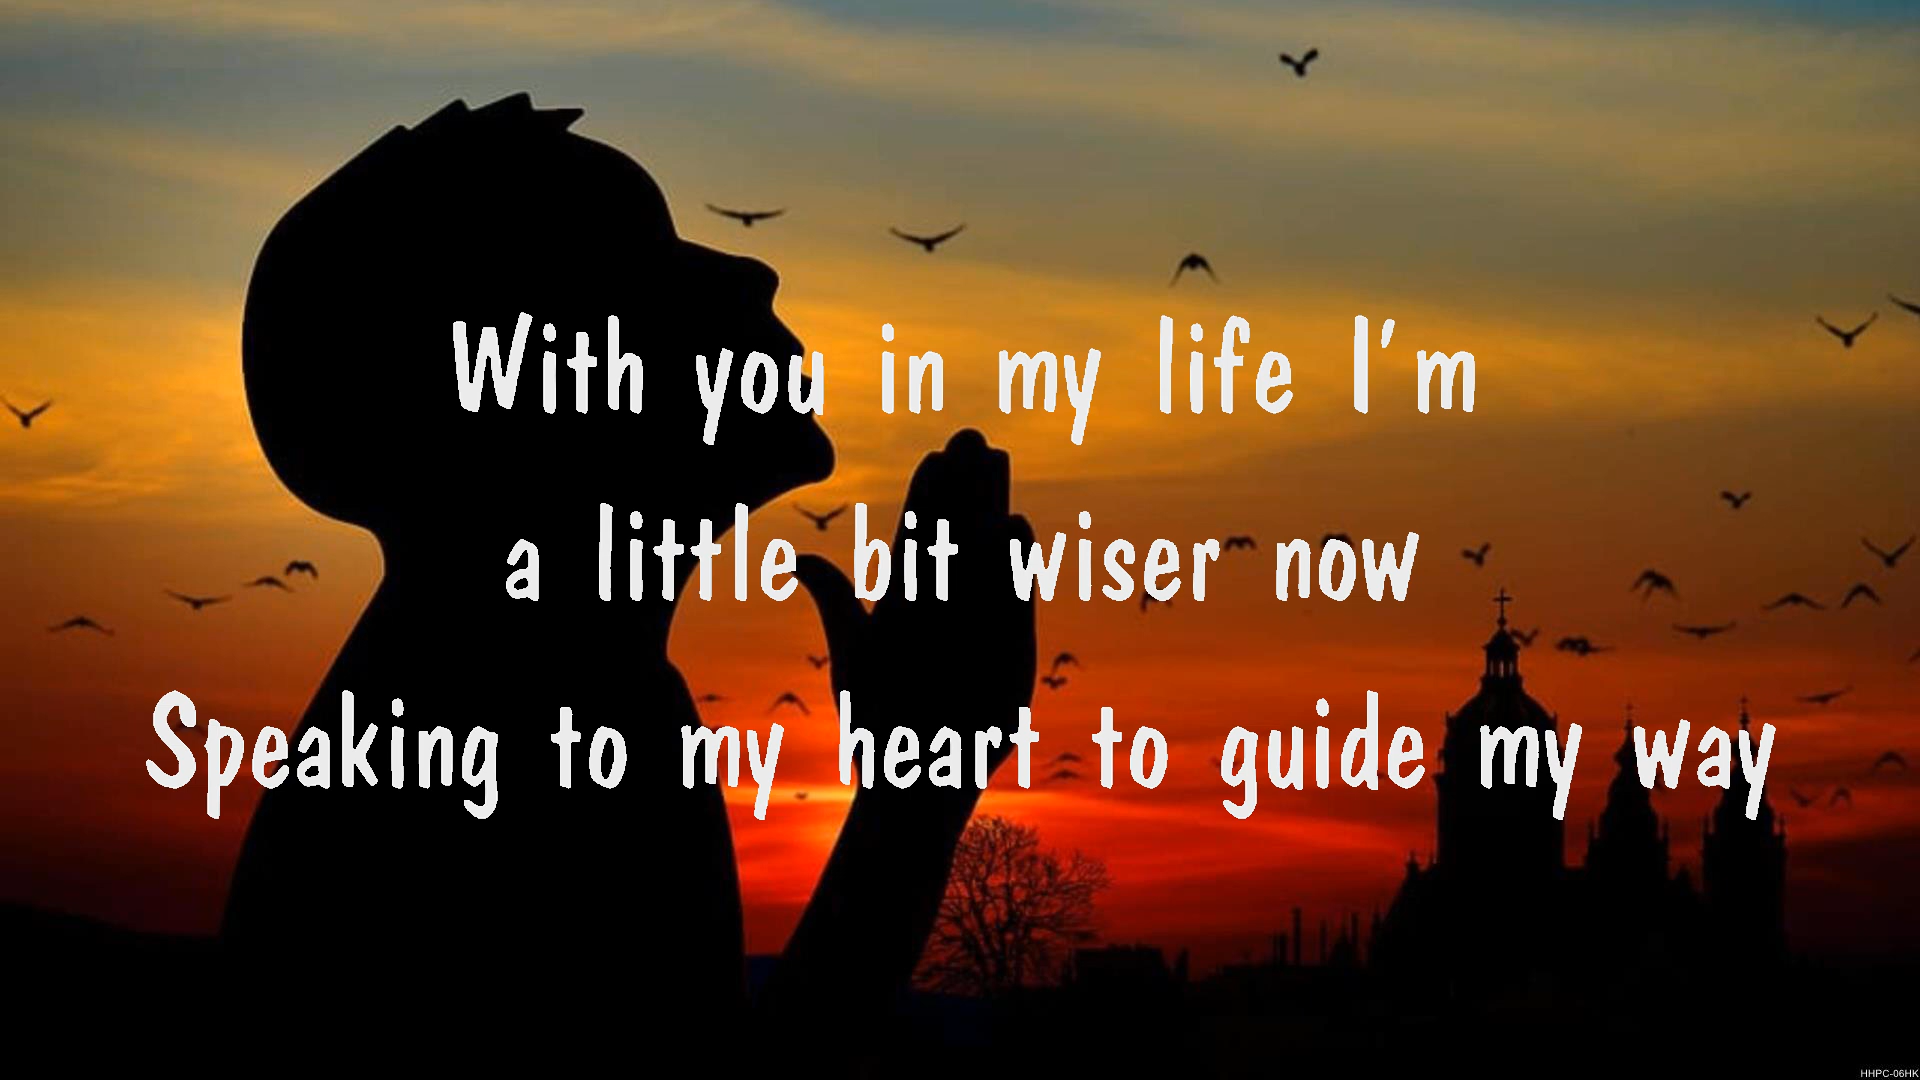 With you in my life I'm
a little bit wiser now
Speaking to my heart to guide my way
HHPC-06HK